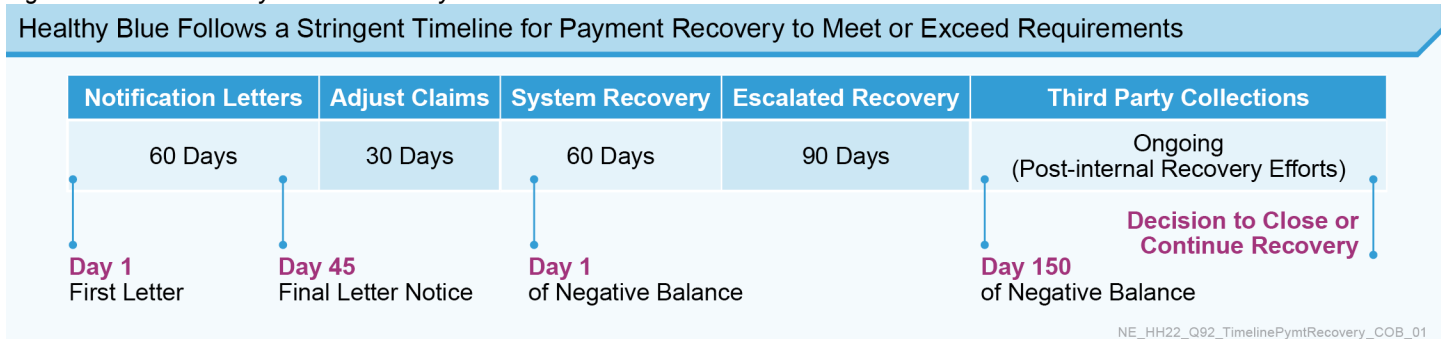 Healthy Blue Follows a Stringent Timeline for Payment Recovery to Meet or Exceed Requirements
Notification Letters
Adjust Claims
System Recovery
Escalated Recovery
Third Party Collections
60 Days
30 Days
60 Days
90 Days
Ongoing
(Post-internal Recovery Efforts)
Decision to Close or
Continue Recovery
Day 1
First Letter
Day 45
Final Letter Notice
Day 1
of Negative Balance
Day 150
of Negative Balance
NE_HH22_Q92_TimelinePymtRecovery_COB_01